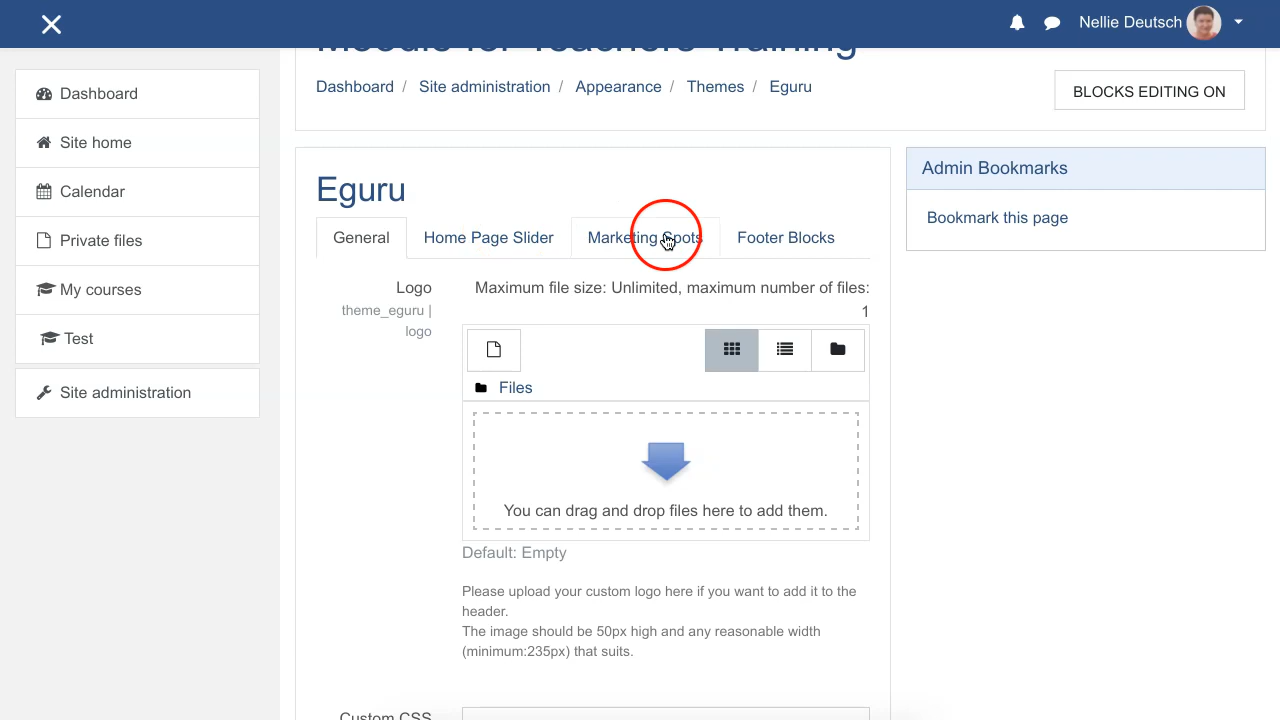 Nellie Deutsch
Moodle for Teachers Training
Dashboard / Site administration / Appearance / Themes / Eguru
BLOCKS EDITING ON
Dashboard
Site home
Calendar
Private files
My courses
Test
Site administration
Eguru
General
Home Page Slider
Marketing Spots
Footer Blocks
Logo
theme_eguru |
logo
Maximum file size: Unlimited, maximum number of files:
1
Files
You can drag and drop files here to add them.
Default: Empty
Please upload your custom logo here if you want to add it to the
header.
The image should be 50px high and any reasonable width
(minimum:235px) that suits.
Custom CSS
Admin Bookmarks
Bookmark this page